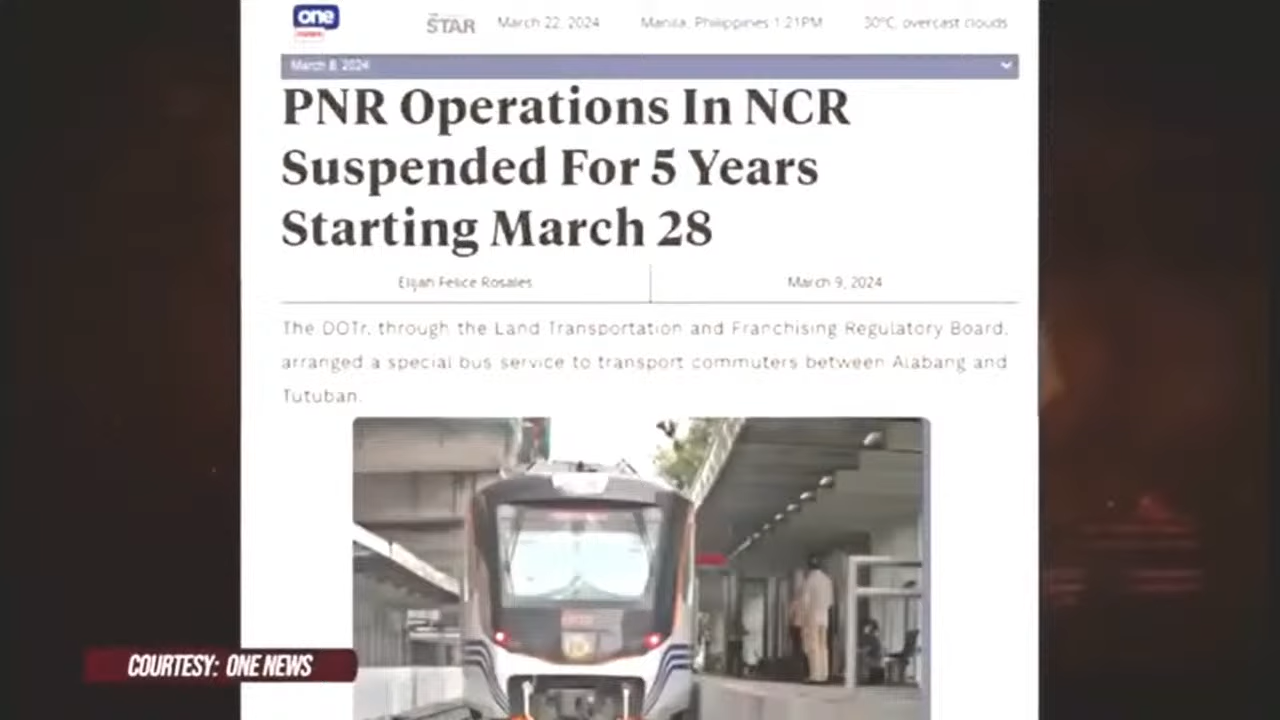 one
news
STAR
March 22, 2024
Manila, Philippines 1:21PM
30°C, overcast clouds
March 8, 2024
PNR Operations In NCR
Suspended For 5 Years
Starting March 28
Elijah Felice Rosales
March 9, 2024
The DOTr, through the Land Transportation and Franchising Regulatory Board,
arranged a special bus service to transport commuters between Alabang and
Tutuban.
COURTESY: ONE NEWS